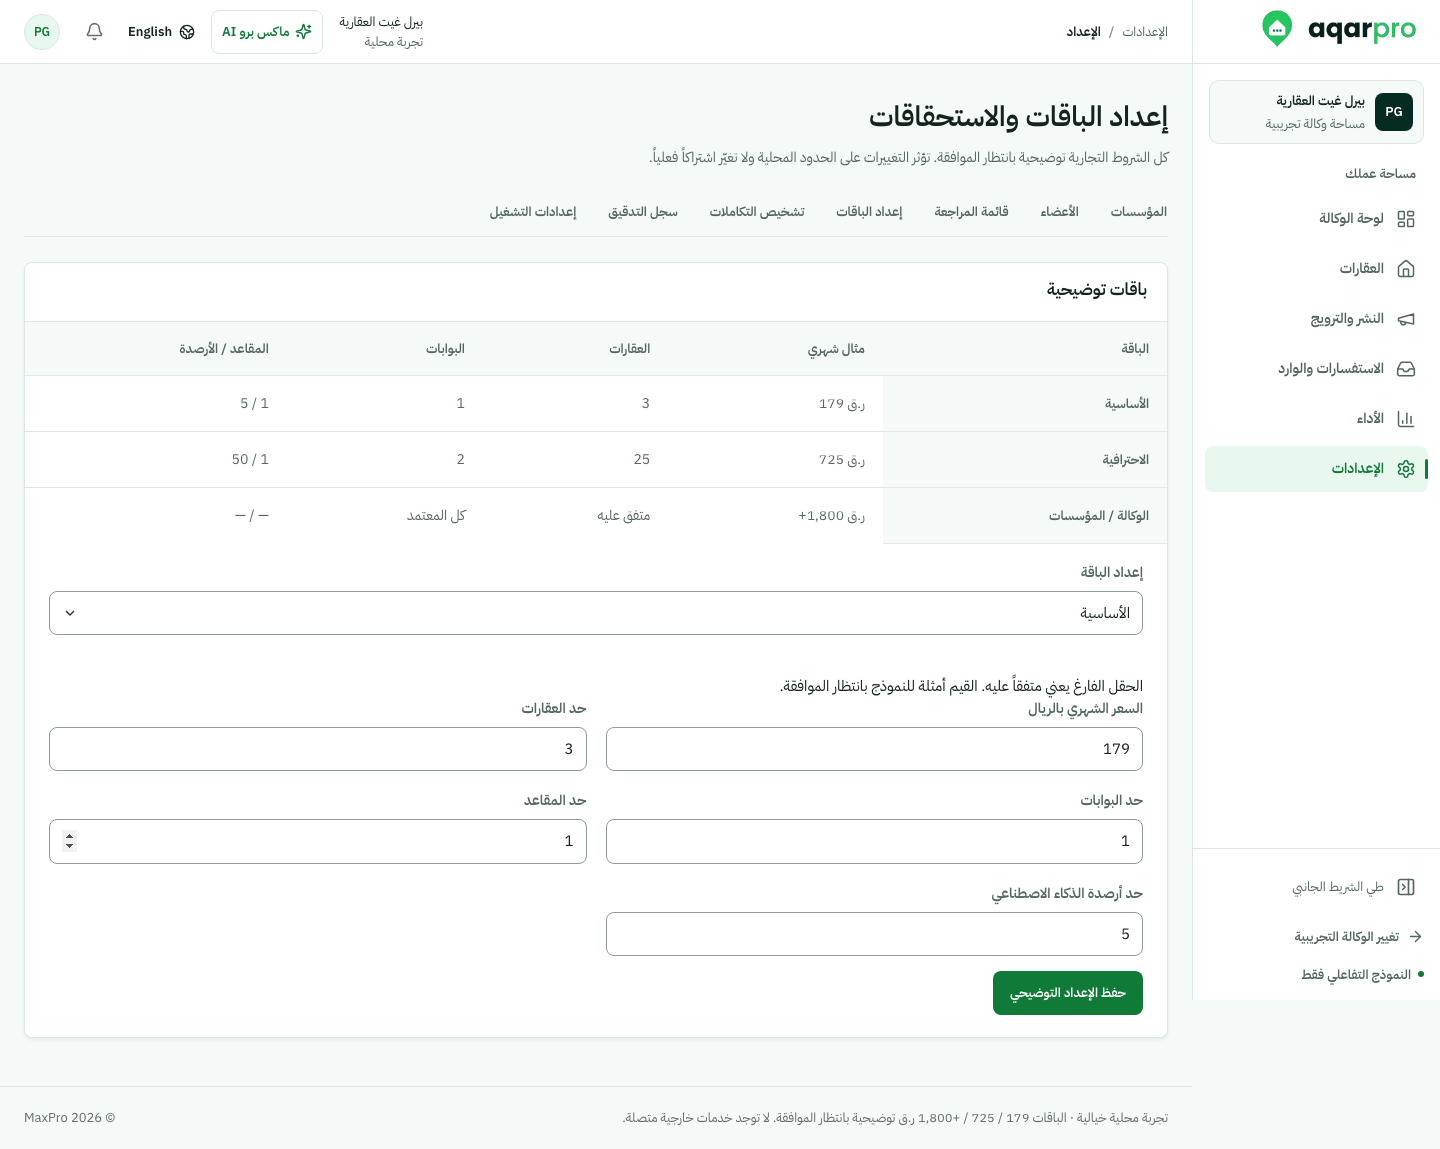 aqarpro
PG
بيرل غيت العقارية
مساحة وكالة تجريبية
مساحة عملك
لوحة الوكالة
العقارات
النشر والترويج
الاستفسارات والوارد
الأداء
الإعدادات
طي الشريط الجانبي
تغيير الوكالة التجريبية
النموذج التفاعلي فقط
الإعدادات / الإعداد
بيرل غيت العقارية
تجربة محلية
ماكس برو AI
English
PG
إعداد الباقات والاستحقاقات
كل الشروط التجارية توضيحية بانتظار الموافقة. تؤثر التغييرات على الحدود المحلية ولا تغيّر اشتراكاً فعلياً.
المؤسسات الأعضاء قائمة المراجعة إعداد الباقات تشخيص التكاملات سجل التدقيق إعدادات التشغيل
باقات توضيحية
الباقة مثال شهري العقارات البوابات المقاعد / الأرصدة
الأساسية ر.ق 179 3 1 1 / 5
الاحترافية ر.ق 725 25 2 1 / 50
الوكالة / المؤسسات ر.ق 1,800+ متفق عليه كل المعتمد — / —
إعداد الباقة
الأساسية
الحقل الفارغ يعني متفقاً عليه. القيم أمثلة للنموذج بانتظار الموافقة.
السعر الشهري بالريال حد العقارات
179 3
حد البوابات حد المقاعد
1 1
حد أرصدة الذكاء الاصطناعي
5
حفظ الإعداد التوضيحي
تجربة محلية خيالية · الباقات 179 / 725 / 1,800+ ر.ق توضيحية بانتظار الموافقة. لا توجد خدمات خارجية متصلة.
© 2026 MaxPro